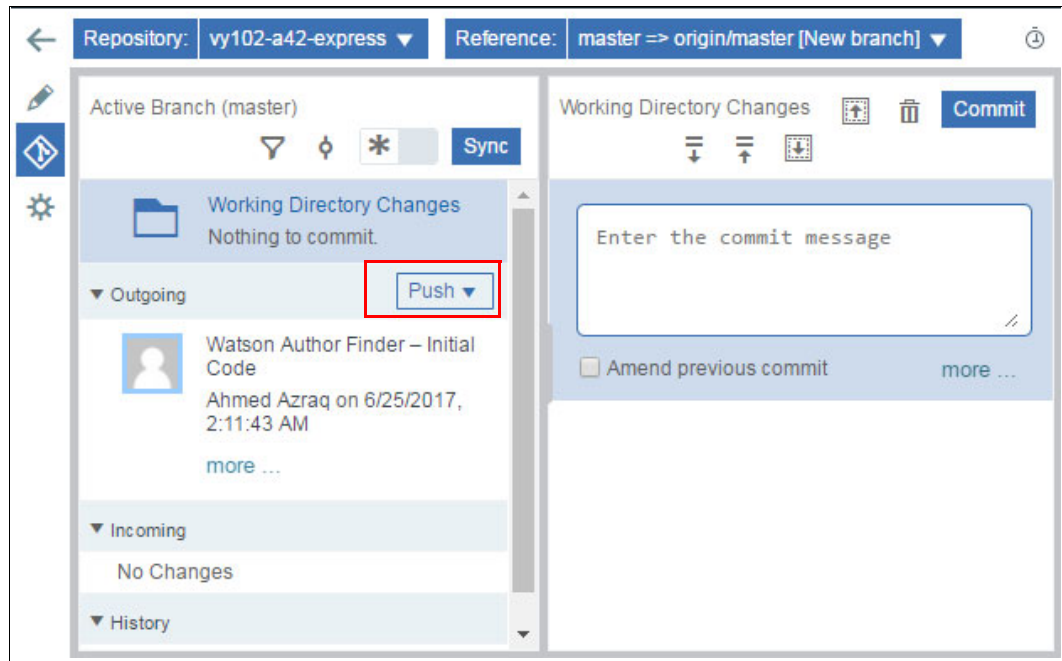 Repository: vy102-a42-express ▼ Reference: master => origin/master [New branch] ▼
Active Branch (master)
Sync
Working Directory Changes
Nothing to commit.
Outgoing
Push ▼
Watson Author Finder – Initial
Code
Ahmed Azraq on 6/25/2017,
2:11:43 AM
more ...
Incoming
No Changes
History
Working Directory Changes
Commit
Enter the commit message
Amend previous commit
more ...